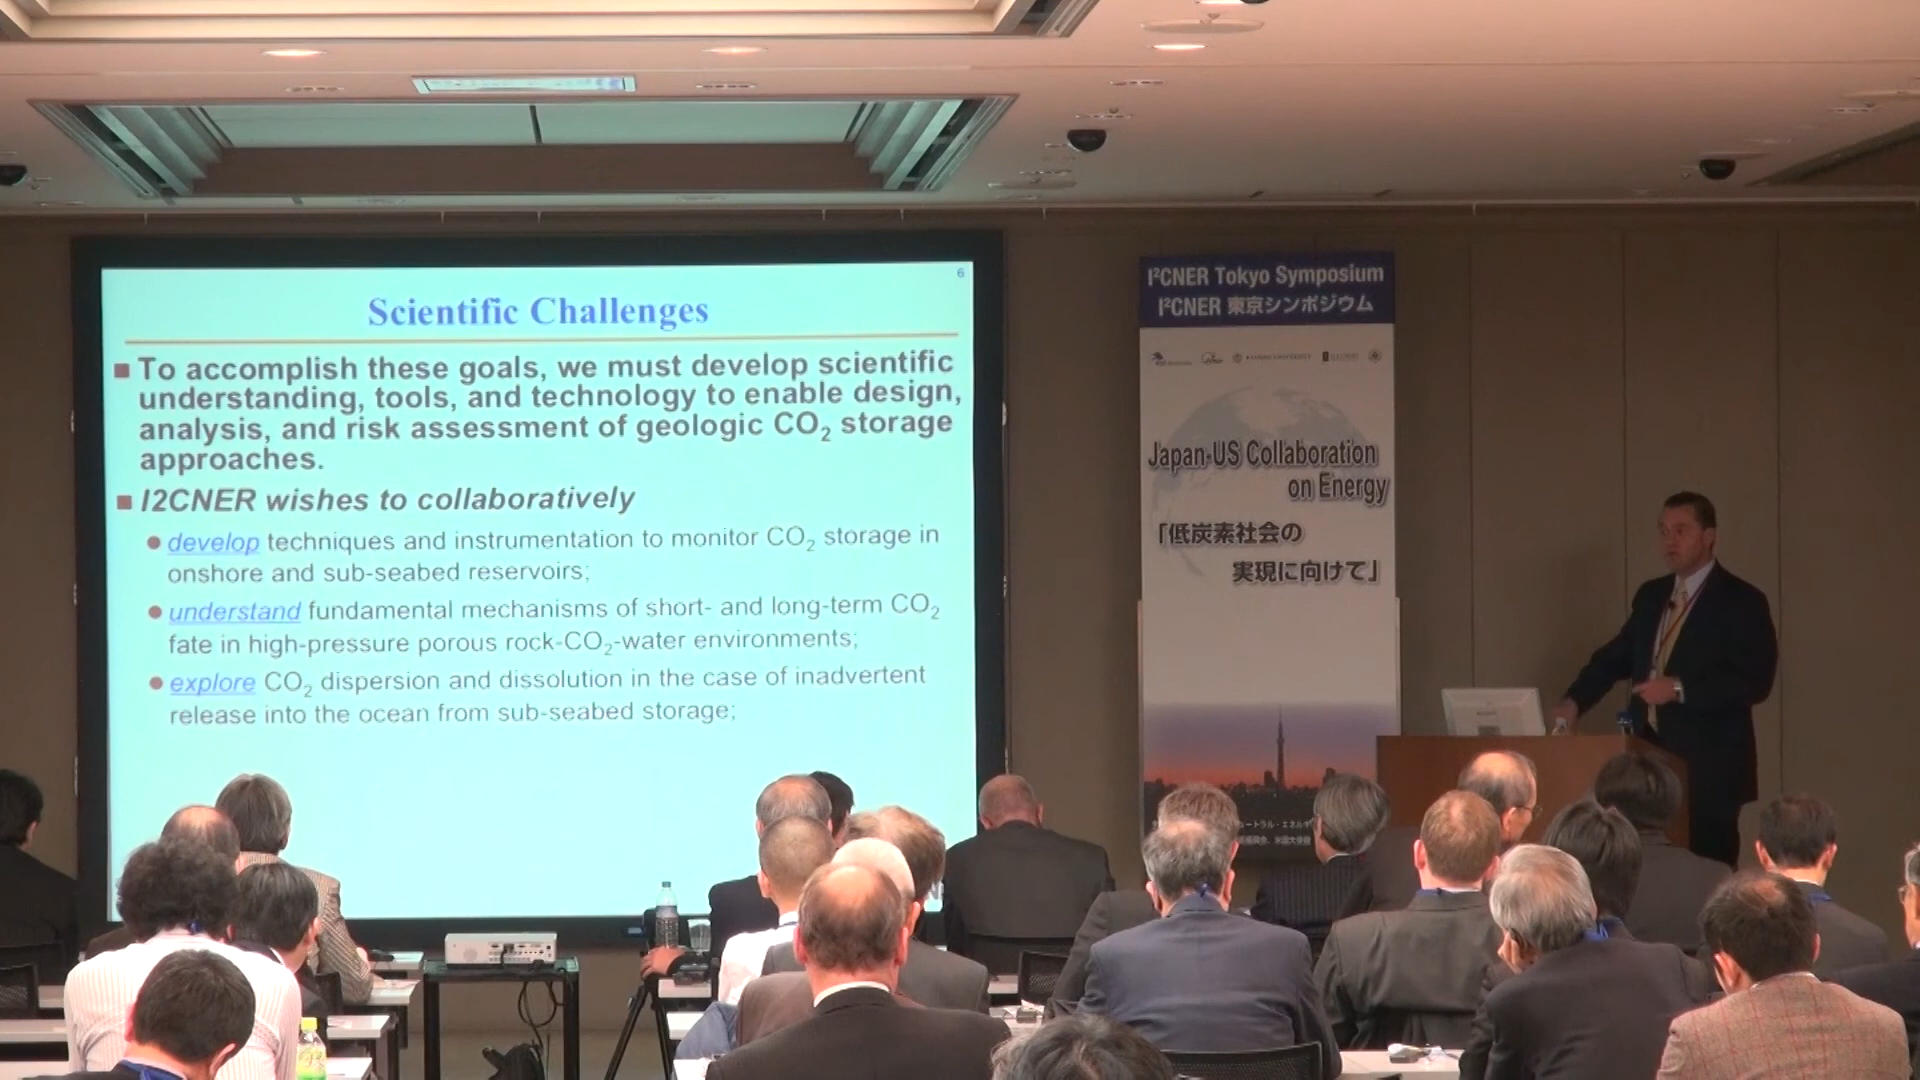 6
Scientific Challenges
To accomplish these goals, we must develop scientific
understanding, tools, and technology to enable design,
analysis, and risk assessment of geologic CO₂ storage
approaches.
I2CNER wishes to collaboratively
develop techniques and instrumentation to monitor CO₂ storage in
onshore and sub-seabed reservoirs;
understand fundamental mechanisms of short- and long-term CO₂
fate in high-pressure porous rock-CO₂-water environments;
explore CO₂ dispersion and dissolution in the case of inadvertent
release into the ocean from sub-seabed storage;
I²CNER Tokyo Symposium
I²CNER 東京シンポジウム
Japan-US Collaboration
on Energy
「低炭素社会の
実現に向けて」